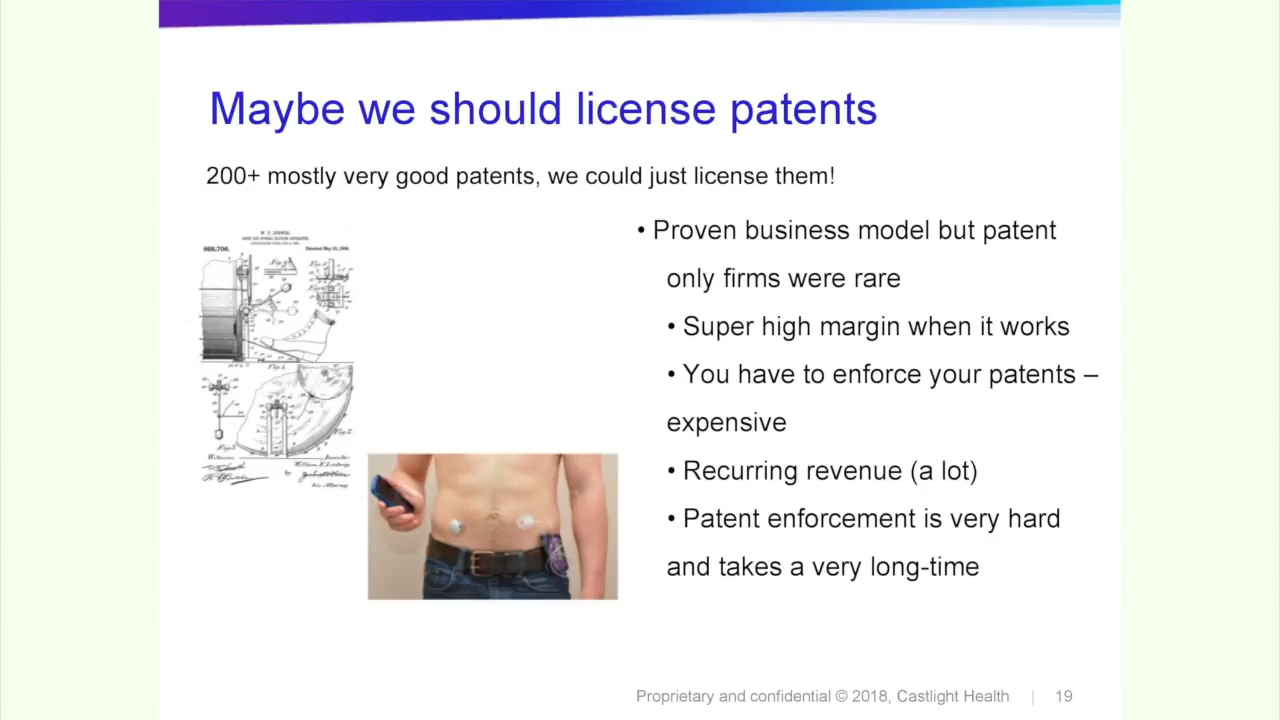 Maybe we should license patents
200+ mostly very good patents, we could just license them!
• Proven business model but patent
only firms were rare
• Super high margin when it works
• You have to enforce your patents –
expensive
• Recurring revenue (a lot)
• Patent enforcement is very hard
and takes a very long-time
Proprietary and confidential © 2018, Castlight Health | 19